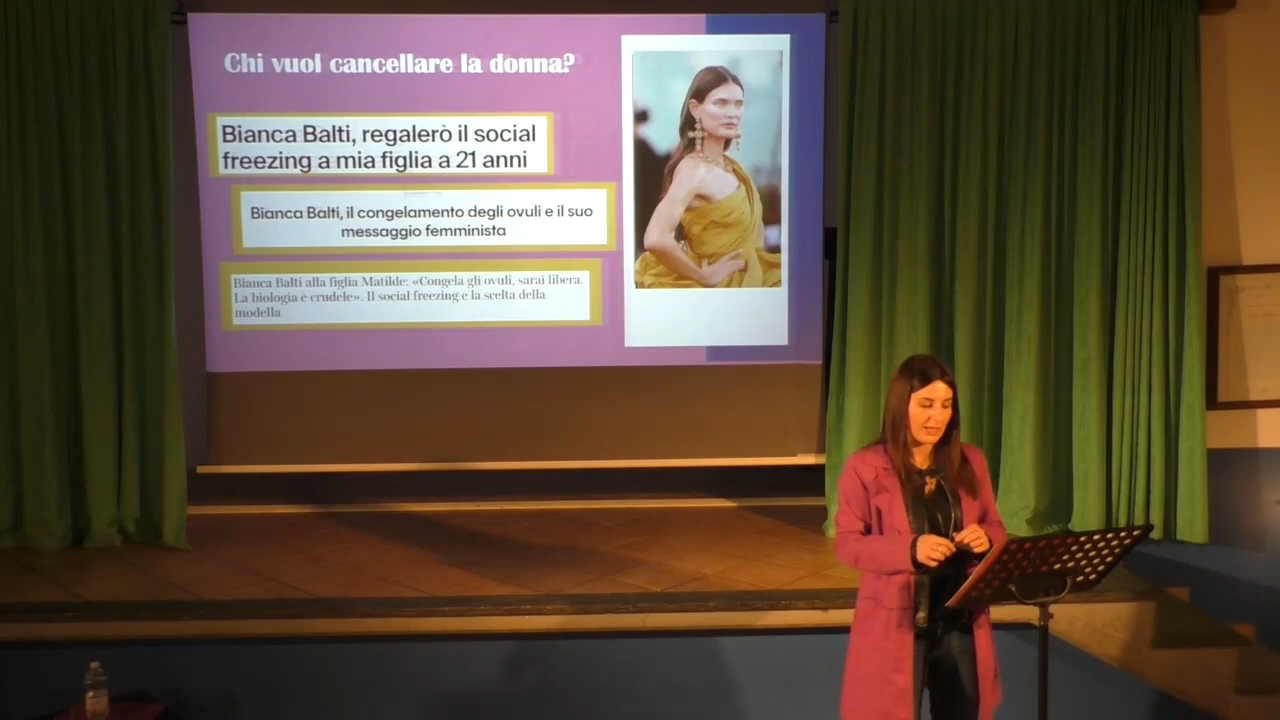 Chi vuol cancellare la donna?
Bianca Balti, regalerò il social
freezing a mia figlia a 21 anni
Bianca Balti, il congelamento degli ovuli e il suo
messaggio femminista
Bianca Balti alla figlia Matilde: «Congela gli ovuli, sarai libera.
La biologia è crudele». Il social freezing e la scelta della
modella